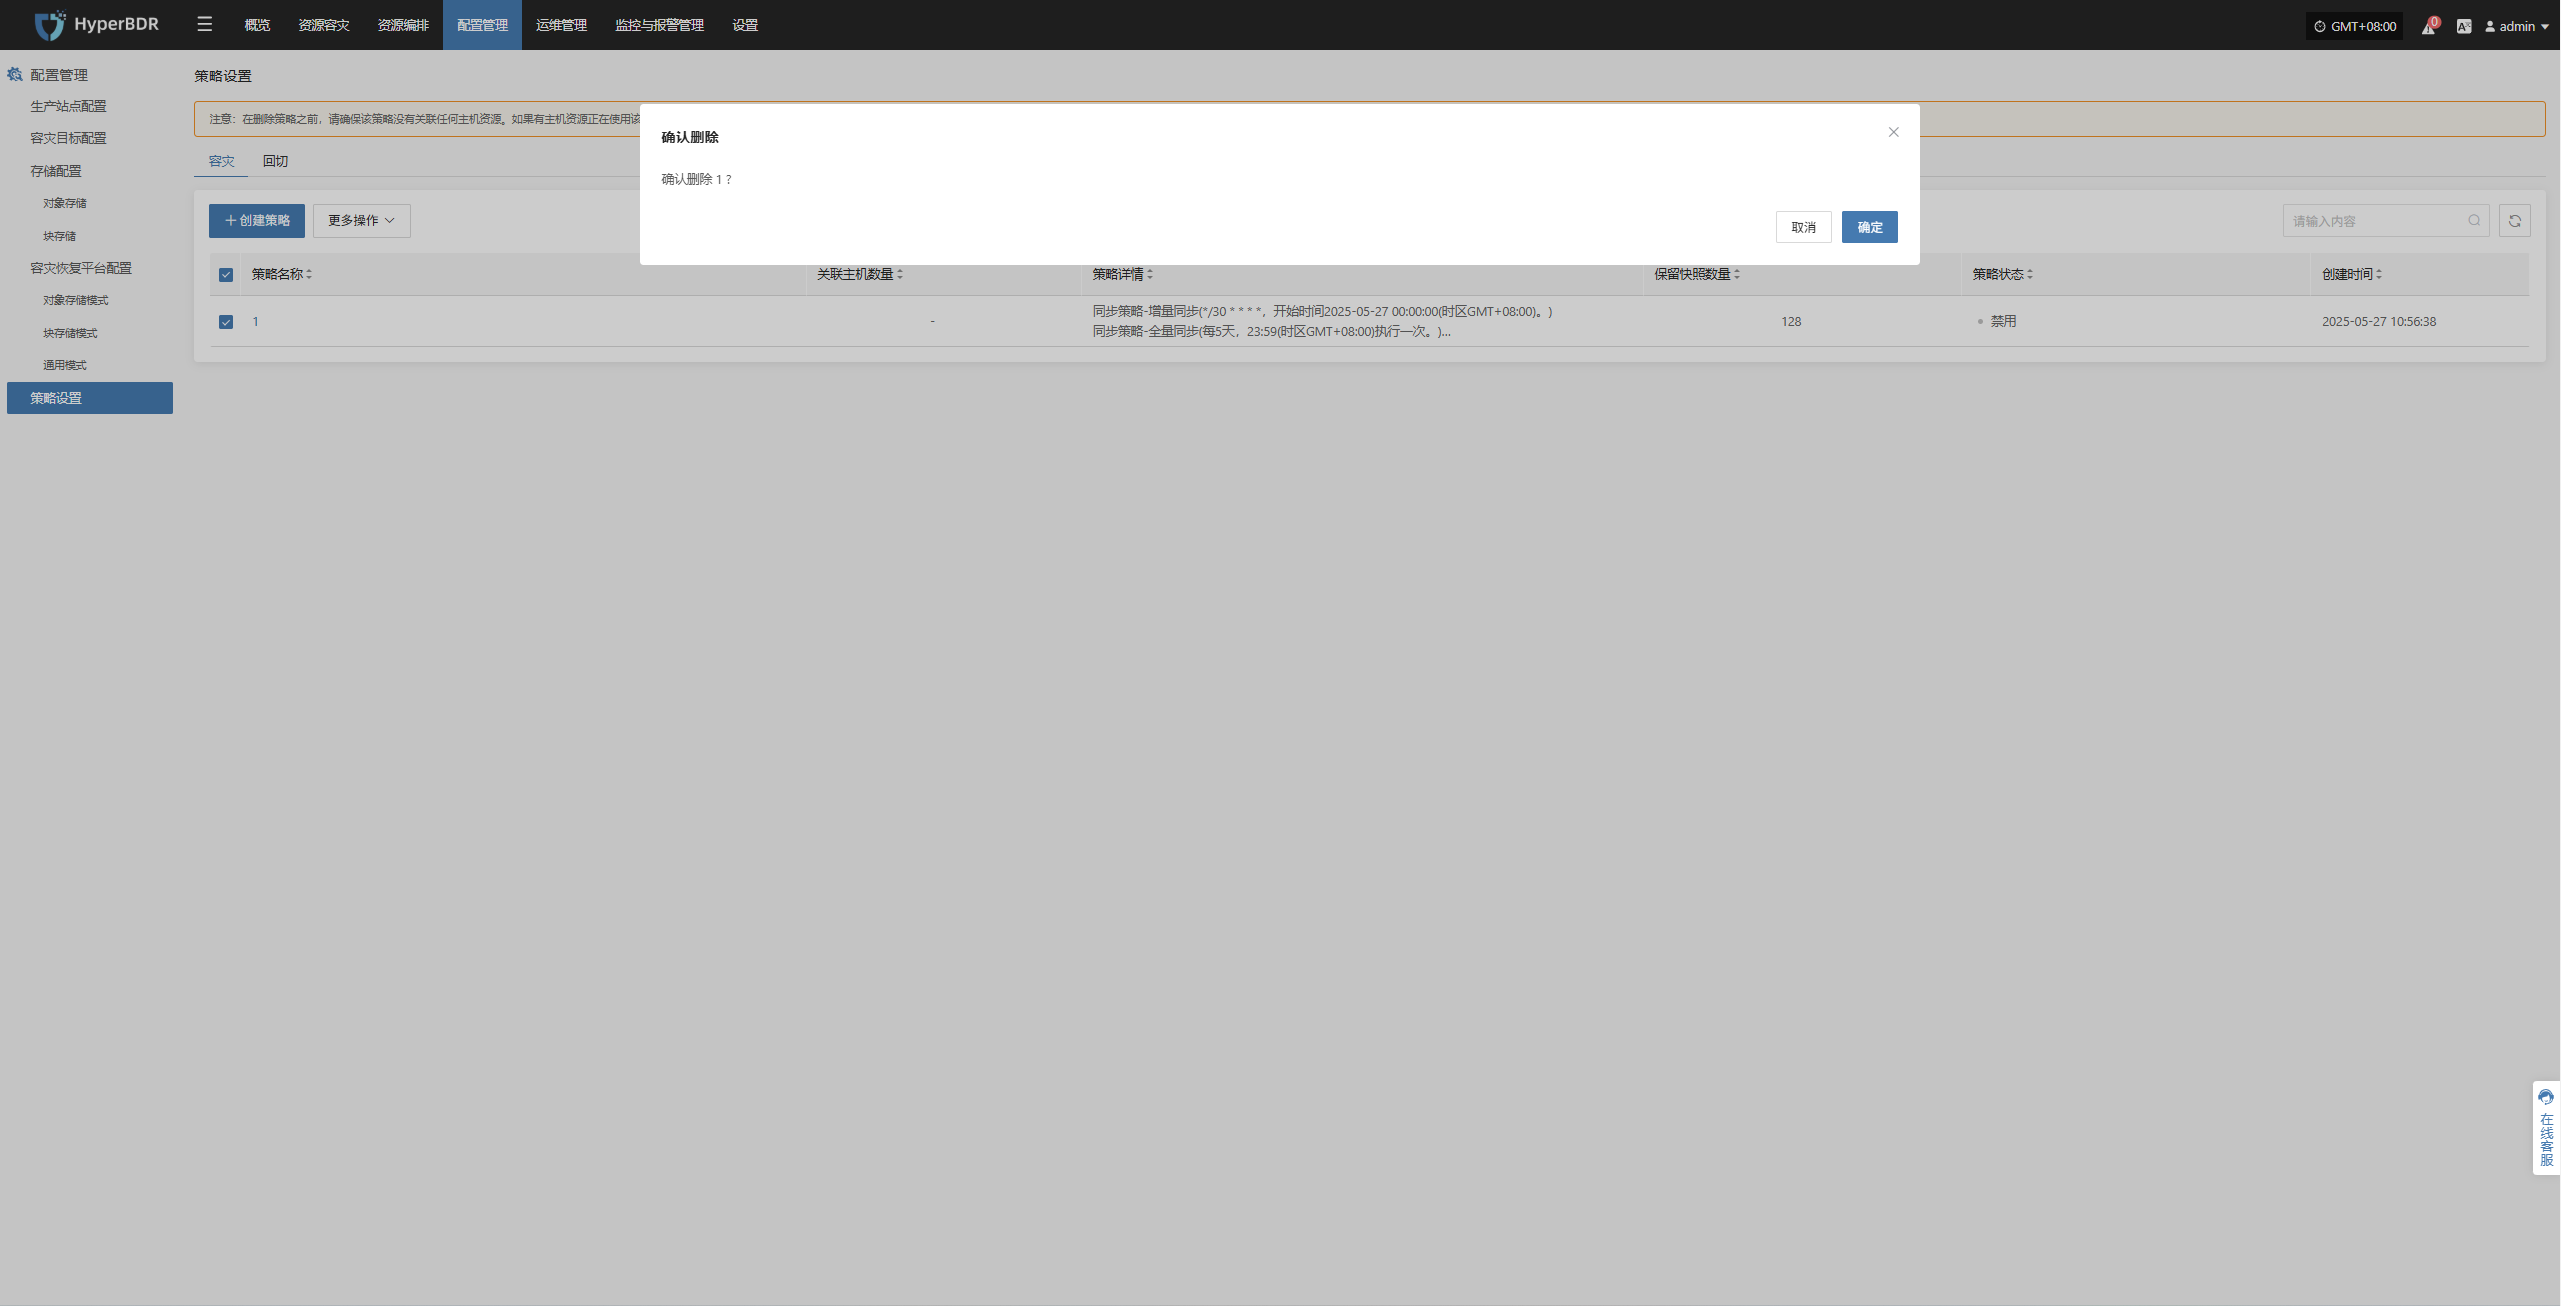 HyperBDR
概览 资源容灾 资源编排 配置管理 运维管理 监控与报警管理 设置
GMT+08:00 0 admin
配置管理
生产站点配置
容灾目标配置
存储配置
对象存储
块存储
容灾恢复平台配置
对象存储模式
块存储模式
通用模式
策略设置
策略设置
注意：在删除策略之前，请确保该策略没有关联任何主机资源。如果有主机资源正在使用该
容灾 回切
创建策略 更多操作
请输入内容
确认删除
确认删除 1 ?
取消 确定
策略名称 关联主机数量 策略详情 保留快照数量 策略状态 创建时间
1 - 同步策略-增量同步(*/30 * * * *，开始时间2025-05-27 00:00:00(时区GMT+08:00)。)
同步策略-全量同步(每5天，23:59(时区GMT+08:00)执行一次。)...
128 禁用 2025-05-27 10:56:38
在线客服